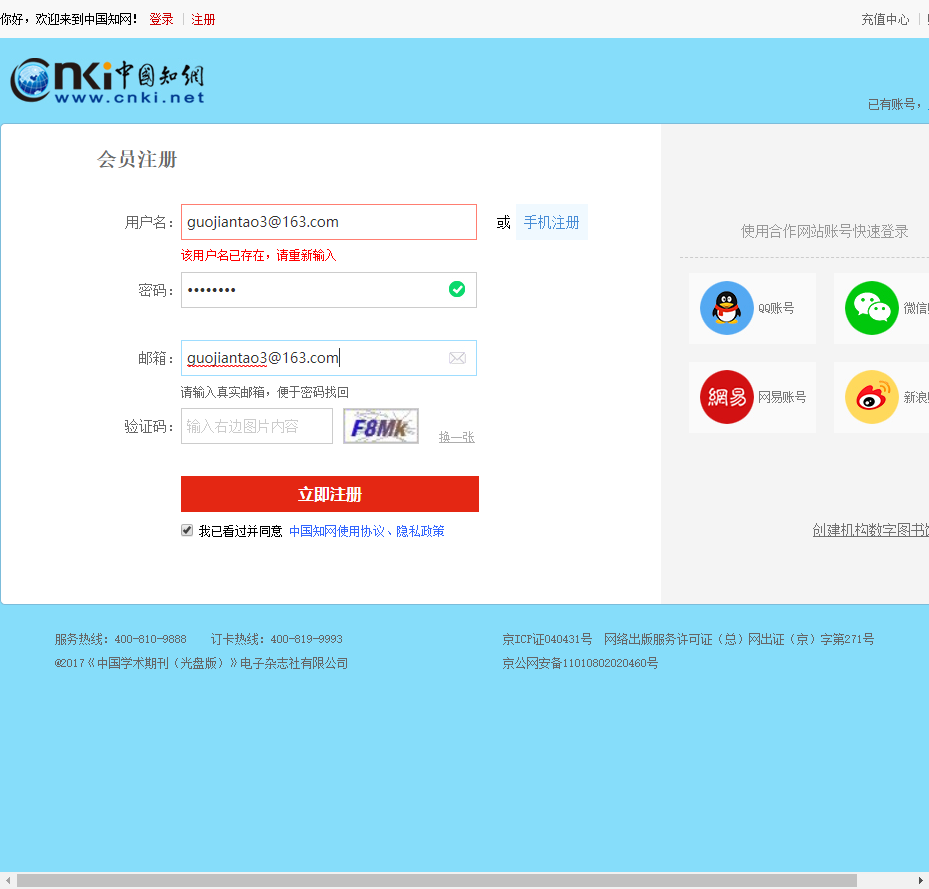 你好，欢迎来到中国知网！ 登录 注册 充值中心
cnki中国知网
www.cnki.net
已有账号，
会员注册
用户名： guojiantao3@163.com 或 手机注册
该用户名已存在，请重新输入
使用合作网站账号快速登录
密码： ••••••••
QQ账号 微信
邮箱： guojiantao3@163.com
请输入真实邮箱，便于密码找回
網易 网易账号 新浪
验证码： 输入右边图片内容 F8Mk 换一张
立即注册
我已看过并同意 中国知网使用协议、隐私政策
创建机构数字图书馆
服务热线：400-810-9888 订卡热线：400-819-9993
京ICP证040431号 网络出版服务许可证（总）网出证（京）字第271号
©2017《中国学术期刊（光盘版）》电子杂志社有限公司
京公网安备11010802020460号